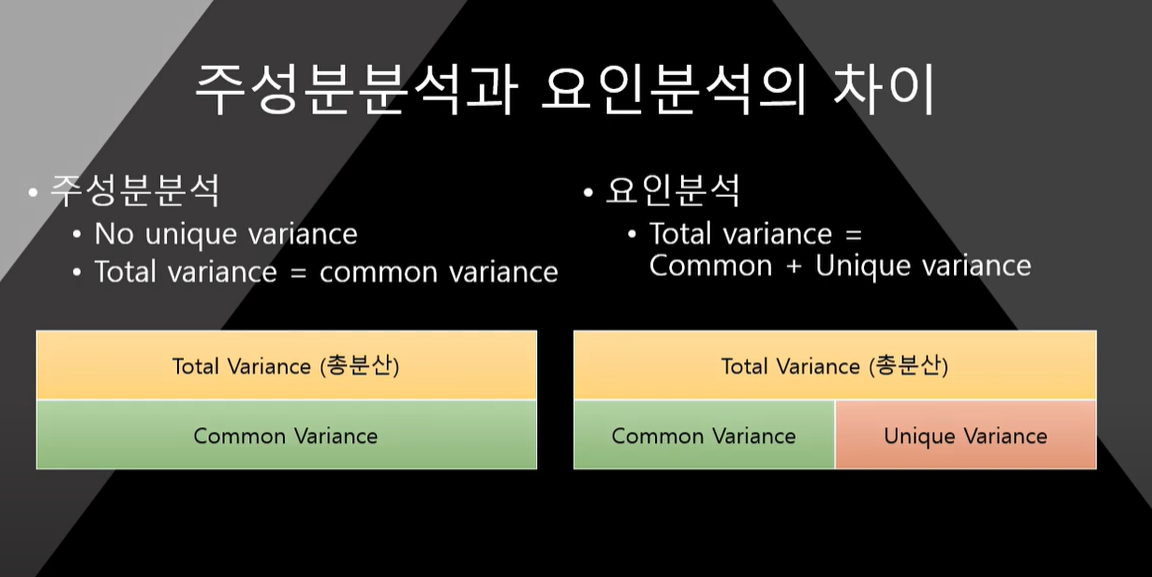 주성분분석과 요인분석의 차이
• 주성분분석
• No unique variance
• Total variance = common variance
• 요인분석
• Total variance =
Common + Unique variance
Total Variance (총분산)
Common Variance
Total Variance (총분산)
Common Variance
Unique Variance